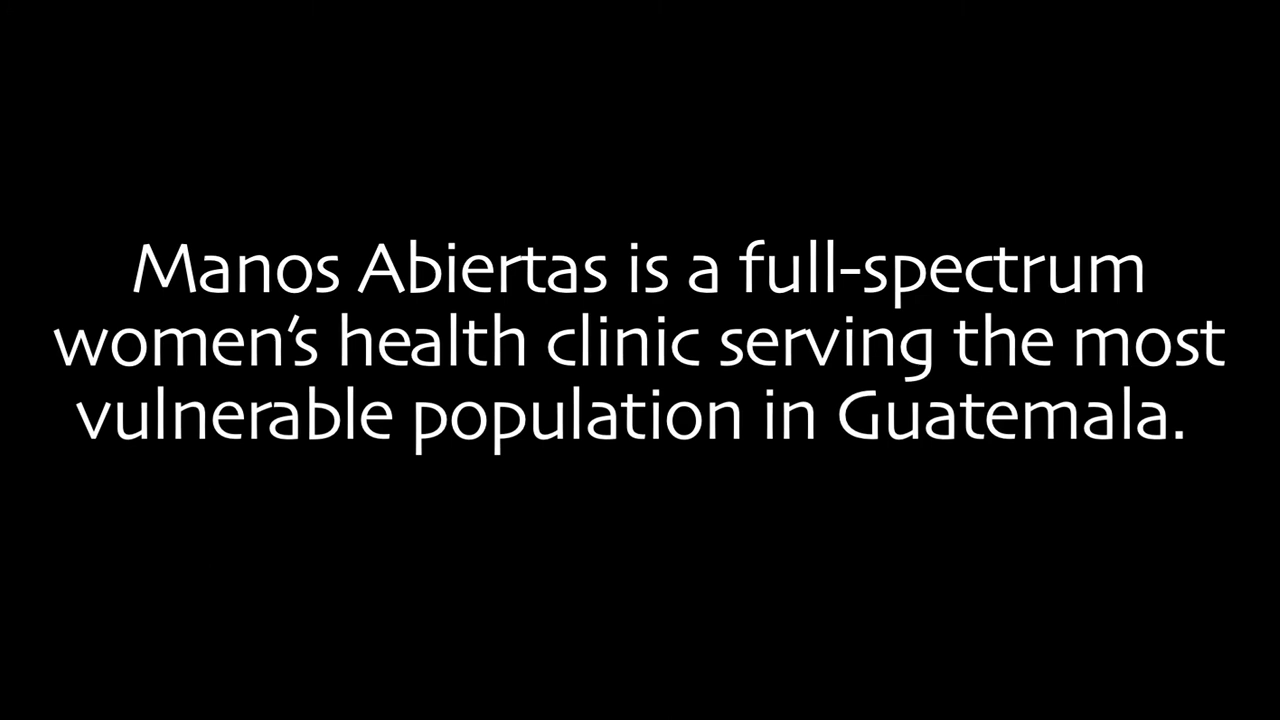 Manos Abiertas is a full-spectrum
women’s health clinic serving the most
vulnerable population in Guatemala.